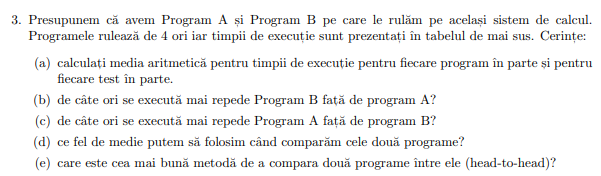 3. Presupunem că avem Program A și Program B pe care le rulăm pe același sistem de calcul.
Programele rulează de 4 ori iar timpii de execuție sunt prezentați în tabelul de mai sus. Cerințe:
(a) calculați media aritmetică pentru timpii de execuție pentru fiecare program în parte și pentru
fiecare test în parte.
(b) de câte ori se execută mai repede Program B față de program A?
(c) de câte ori se execută mai repede Program A față de program B?
(d) ce fel de medie putem să folosim când comparăm cele două programe?
(e) care este cea mai bună metodă de a compara două programe între ele (head-to-head)?